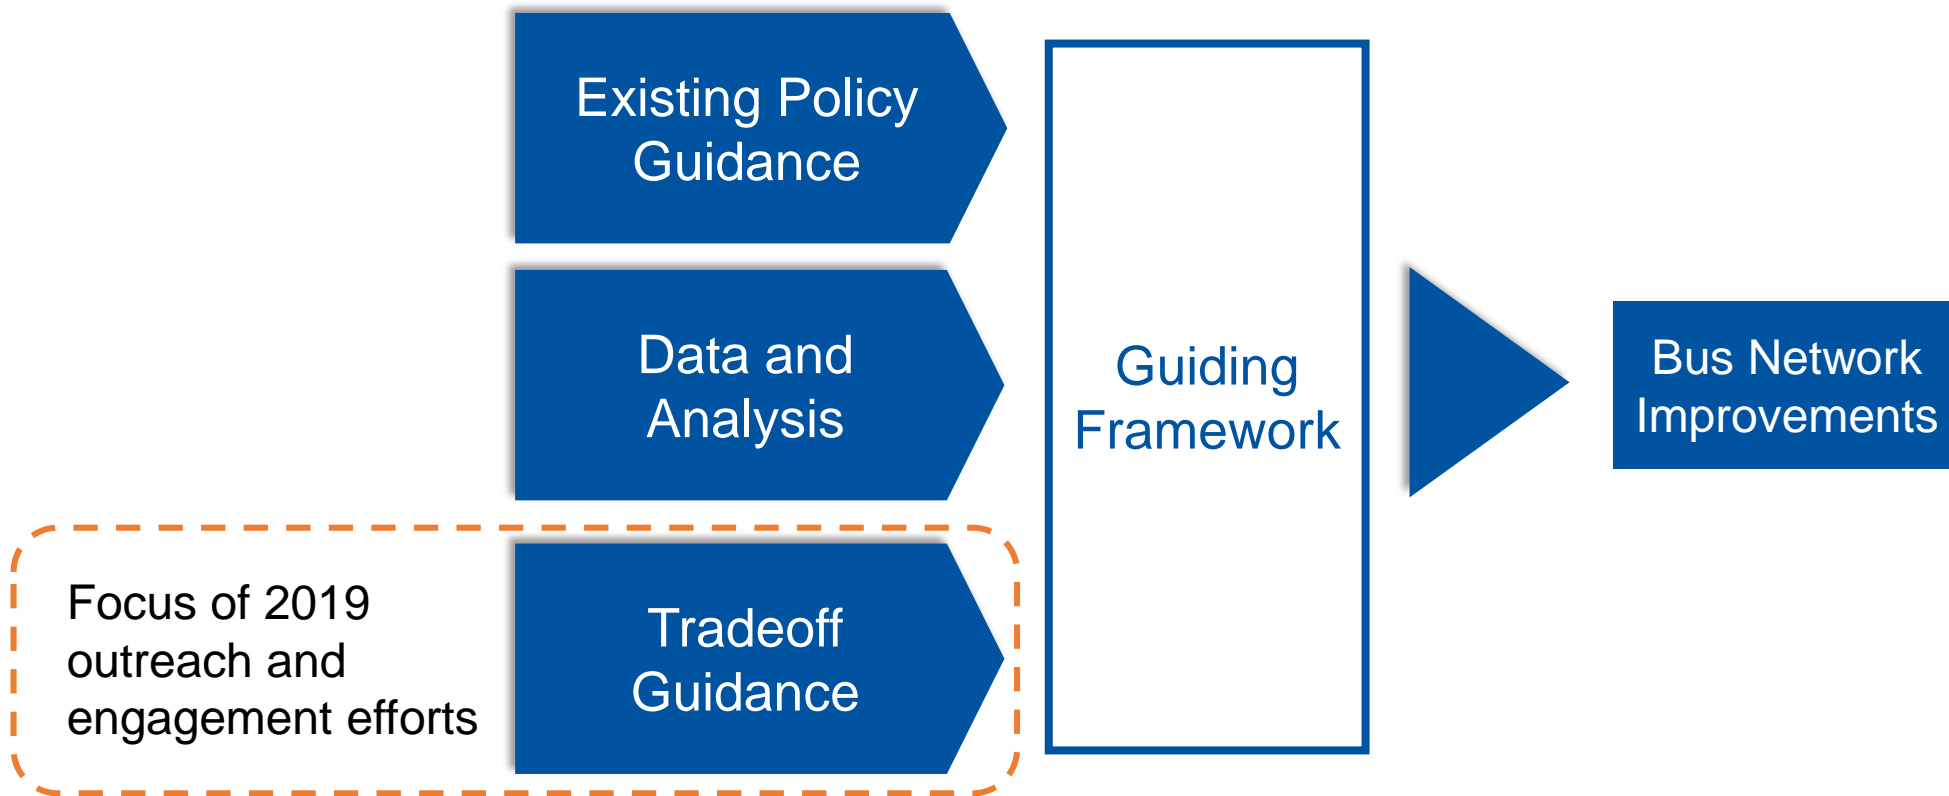 Existing Policy
Guidance
Data and
Analysis
Focus of 2019
outreach and
engagement efforts
Tradeoff
Guidance
Guiding
Framework
Bus Network
Improvements